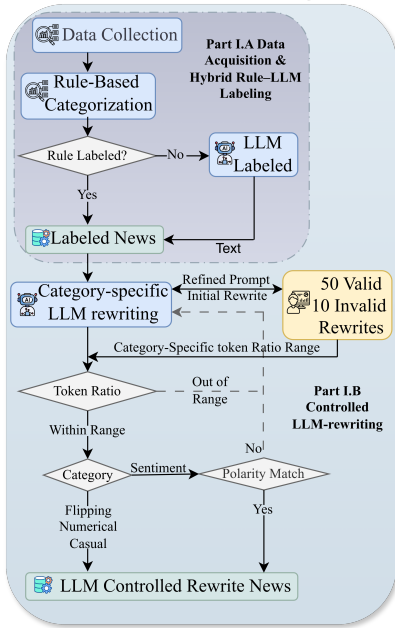 Data Collection
Part I.A Data
Acquisition &
Hybrid Rule–LLM
Labeling
Rule-Based
Categorization
Rule Labeled?
No
LLM
Labeled
Yes
Labeled News
Text
Category-specific
LLM rewriting
Refined Prompt
Initial Rewrite
50 Valid
10 Invalid
Rewrites
Category-Specific token Ratio Range
Token Ratio
Out of
Range
Part I.B
Controlled
LLM-rewriting
Within Range
No
Category
Sentiment
Polarity Match
Flipping
Numerical
Casual
Yes
LLM Controlled Rewrite News